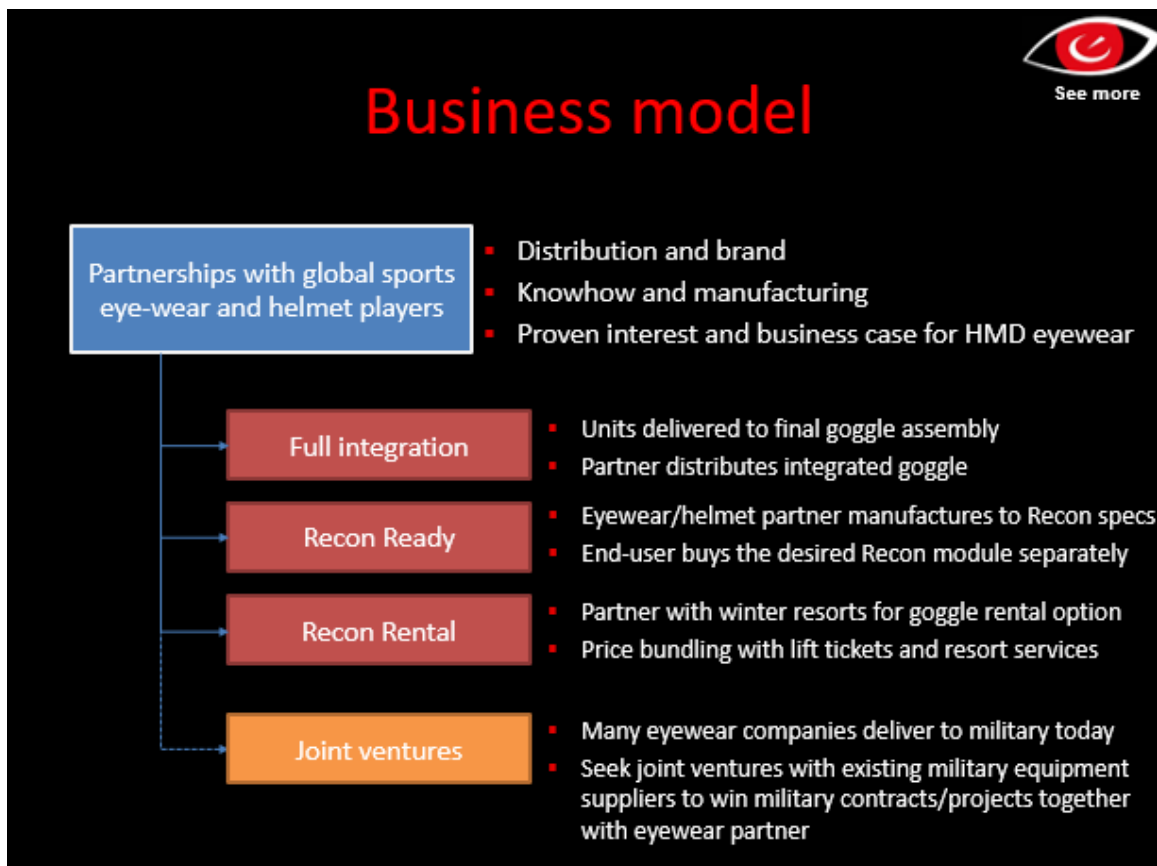 See more
Business model
Partnerships with global sports
eye-wear and helmet players
▪ Distribution and brand
▪ Knowhow and manufacturing
▪ Proven interest and business case for HMD eyewear
Full integration
▪ Units delivered to final goggle assembly
▪ Partner distributes integrated goggle
Recon Ready
▪ Eyewear/helmet partner manufactures to Recon specs
▪ End-user buys the desired Recon module separately
Recon Rental
▪ Partner with winter resorts for goggle rental option
▪ Price bundling with lift tickets and resort services
Joint ventures
▪ Many eyewear companies deliver to military today
▪ Seek joint ventures with existing military equipment
suppliers to win military contracts/projects together
with eyewear partner